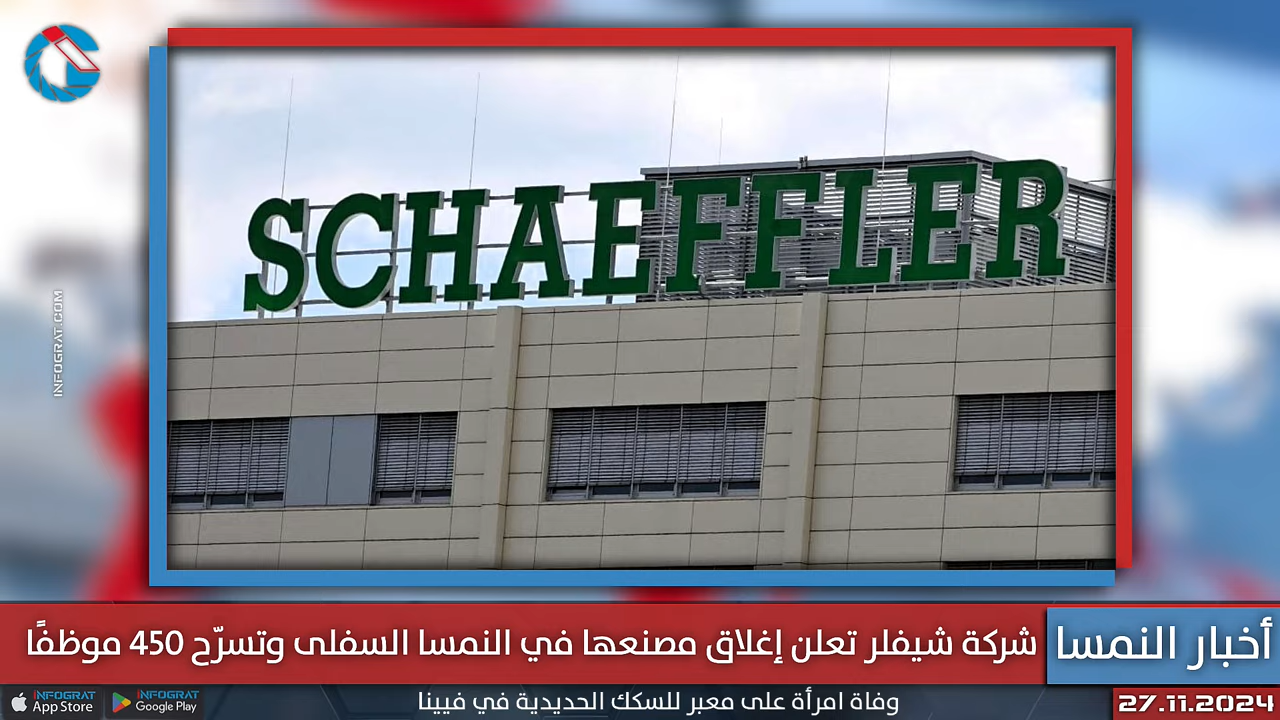 SCHAEFFLER
INFOGRAT.COM
أخبار النمسا
شركة شيفلر تعلن إغلاق مصنعها في النمسا السفلى وتسرّح 450 موظفًا
27.11.2024
وفاة امرأة على معبر للسكك الحديدية في فيينا
INFOGRAT
Google Play
INFOGRAT
App Store